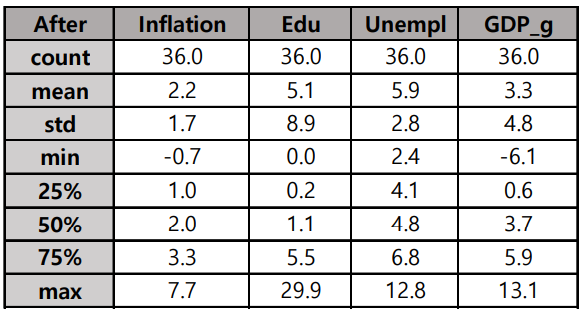 After Inflation Edu Unempl GDP_g
count 36.0 36.0 36.0 36.0
mean 2.2 5.1 5.9 3.3
std 1.7 8.9 2.8 4.8
min -0.7 0.0 2.4 -6.1
25% 1.0 0.2 4.1 0.6
50% 2.0 1.1 4.8 3.7
75% 3.3 5.5 6.8 5.9
max 7.7 29.9 12.8 13.1